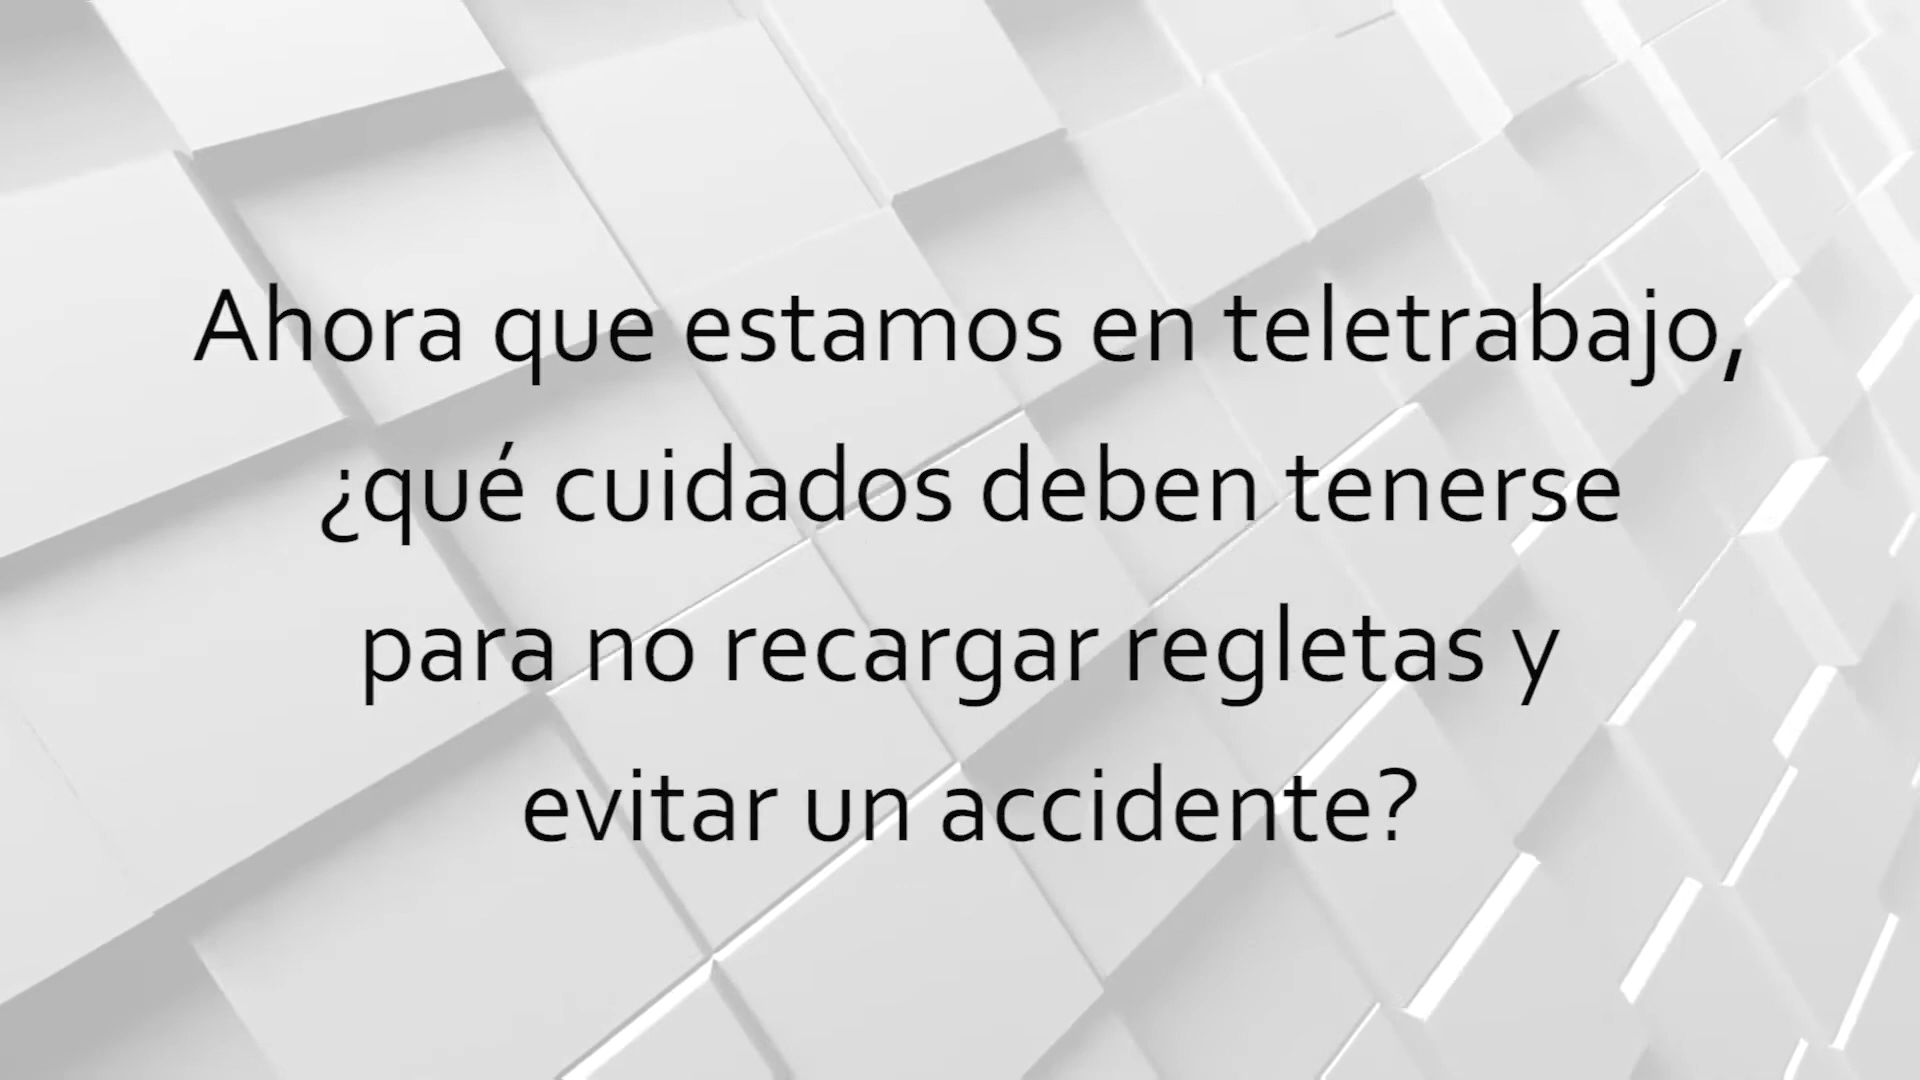 Ahora que estamos en teletrabajo,
¿qué cuidados deben tenerse
para no recargar regletas y
evitar un accidente?